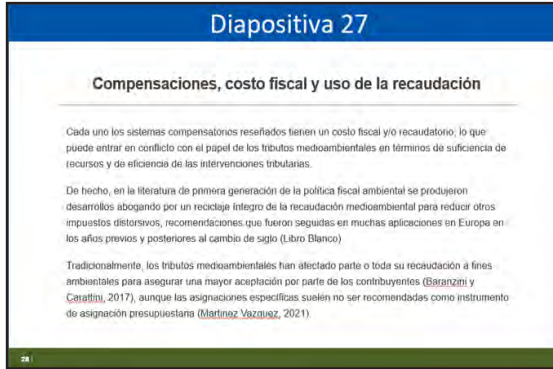 Diapositiva 27
Compensaciones, costo fiscal y uso de la recaudación
Cada uno los sistemas compensatorios reseñados tienen un costo fiscal y/o recaudatorio, lo que
puede entrar en conflicto con el papel de los tributos medioambientales en términos de suficiencia de
recursos y de eficiencia de las intervenciones tributarias.
De hecho, en la literatura de primera generación de la política fiscal ambiental se produjeron
desarrollos abogando por un reciclaje íntegro de la recaudación medioambiental para reducir otros
impuestos distorsivos, recomendaciones que fueron seguidas en muchas aplicaciones en Europa en
los años previos y posteriores al cambio de siglo (Libro Blanco)
Tradicionalmente, los tributos medioambientales han afectado parte o toda su recaudación a fines
ambientales para asegurar una mayor aceptación por parte de los contribuyentes (Baranzini y
Carattini, 2017), aunque las asignaciones específicas suelen no ser recomendadas como instrumento
de asignación presupuestaria (Martinez Vazquez, 2021).
28 |